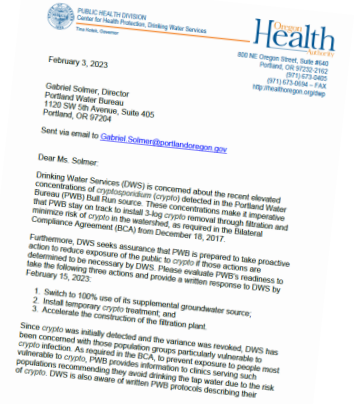 PUBLIC HEALTH DIVISION
Center for Health Protection, Drinking Water Services
Tina Kotek, Governor
Oregon
Health
Authority
800 NE Oregon Street, Suite #640
Portland, OR 97232-2162
(971) 673-0405
(971) 673-0694 – FAX
http://healthoregon.org/dwp
February 3, 2023
Gabriel Solmer, Director
Portland Water Bureau
1120 SW 5th Avenue, Suite 405
Portland, OR 97204
Sent via email to Gabriel.Solmer@portlandoregon.gov
Dear Ms. Solmer:
Drinking Water Services (DWS) is concerned about the recent elevated
concentrations of cryptosporidium (crypto) detected in the Portland Water
Bureau (PWB) Bull Run source. These concentrations make it imperative
that PWB stay on track to install 3-log crypto removal through filtration and
minimize risk of crypto in the watershed, as required in the Bilateral
Compliance Agreement (BCA) from December 18, 2017.
Furthermore, DWS seeks assurance that PWB is prepared to take proactive
action to reduce exposure of the public to crypto if those actions are
determined to be necessary by DWS. Please evaluate PWB's readiness to
take the following three actions and provide a written response to DWS by
February 15, 2023:
1. Switch to 100% use of its supplemental groundwater source;
2. Install temporary crypto treatment; and
3. Accelerate the construction of the filtration plant.
Since crypto was initially detected and the variance was revoked, DWS has
been concerned with those population groups particularly vulnerable to
crypto infection. As required in the BCA, to prevent exposure to people most
vulnerable to crypto, PWB provides information to clinics serving such
populations recommending they avoid drinking the tap water due to the risk
of crypto. DWS is also aware of written PWB protocols describing their